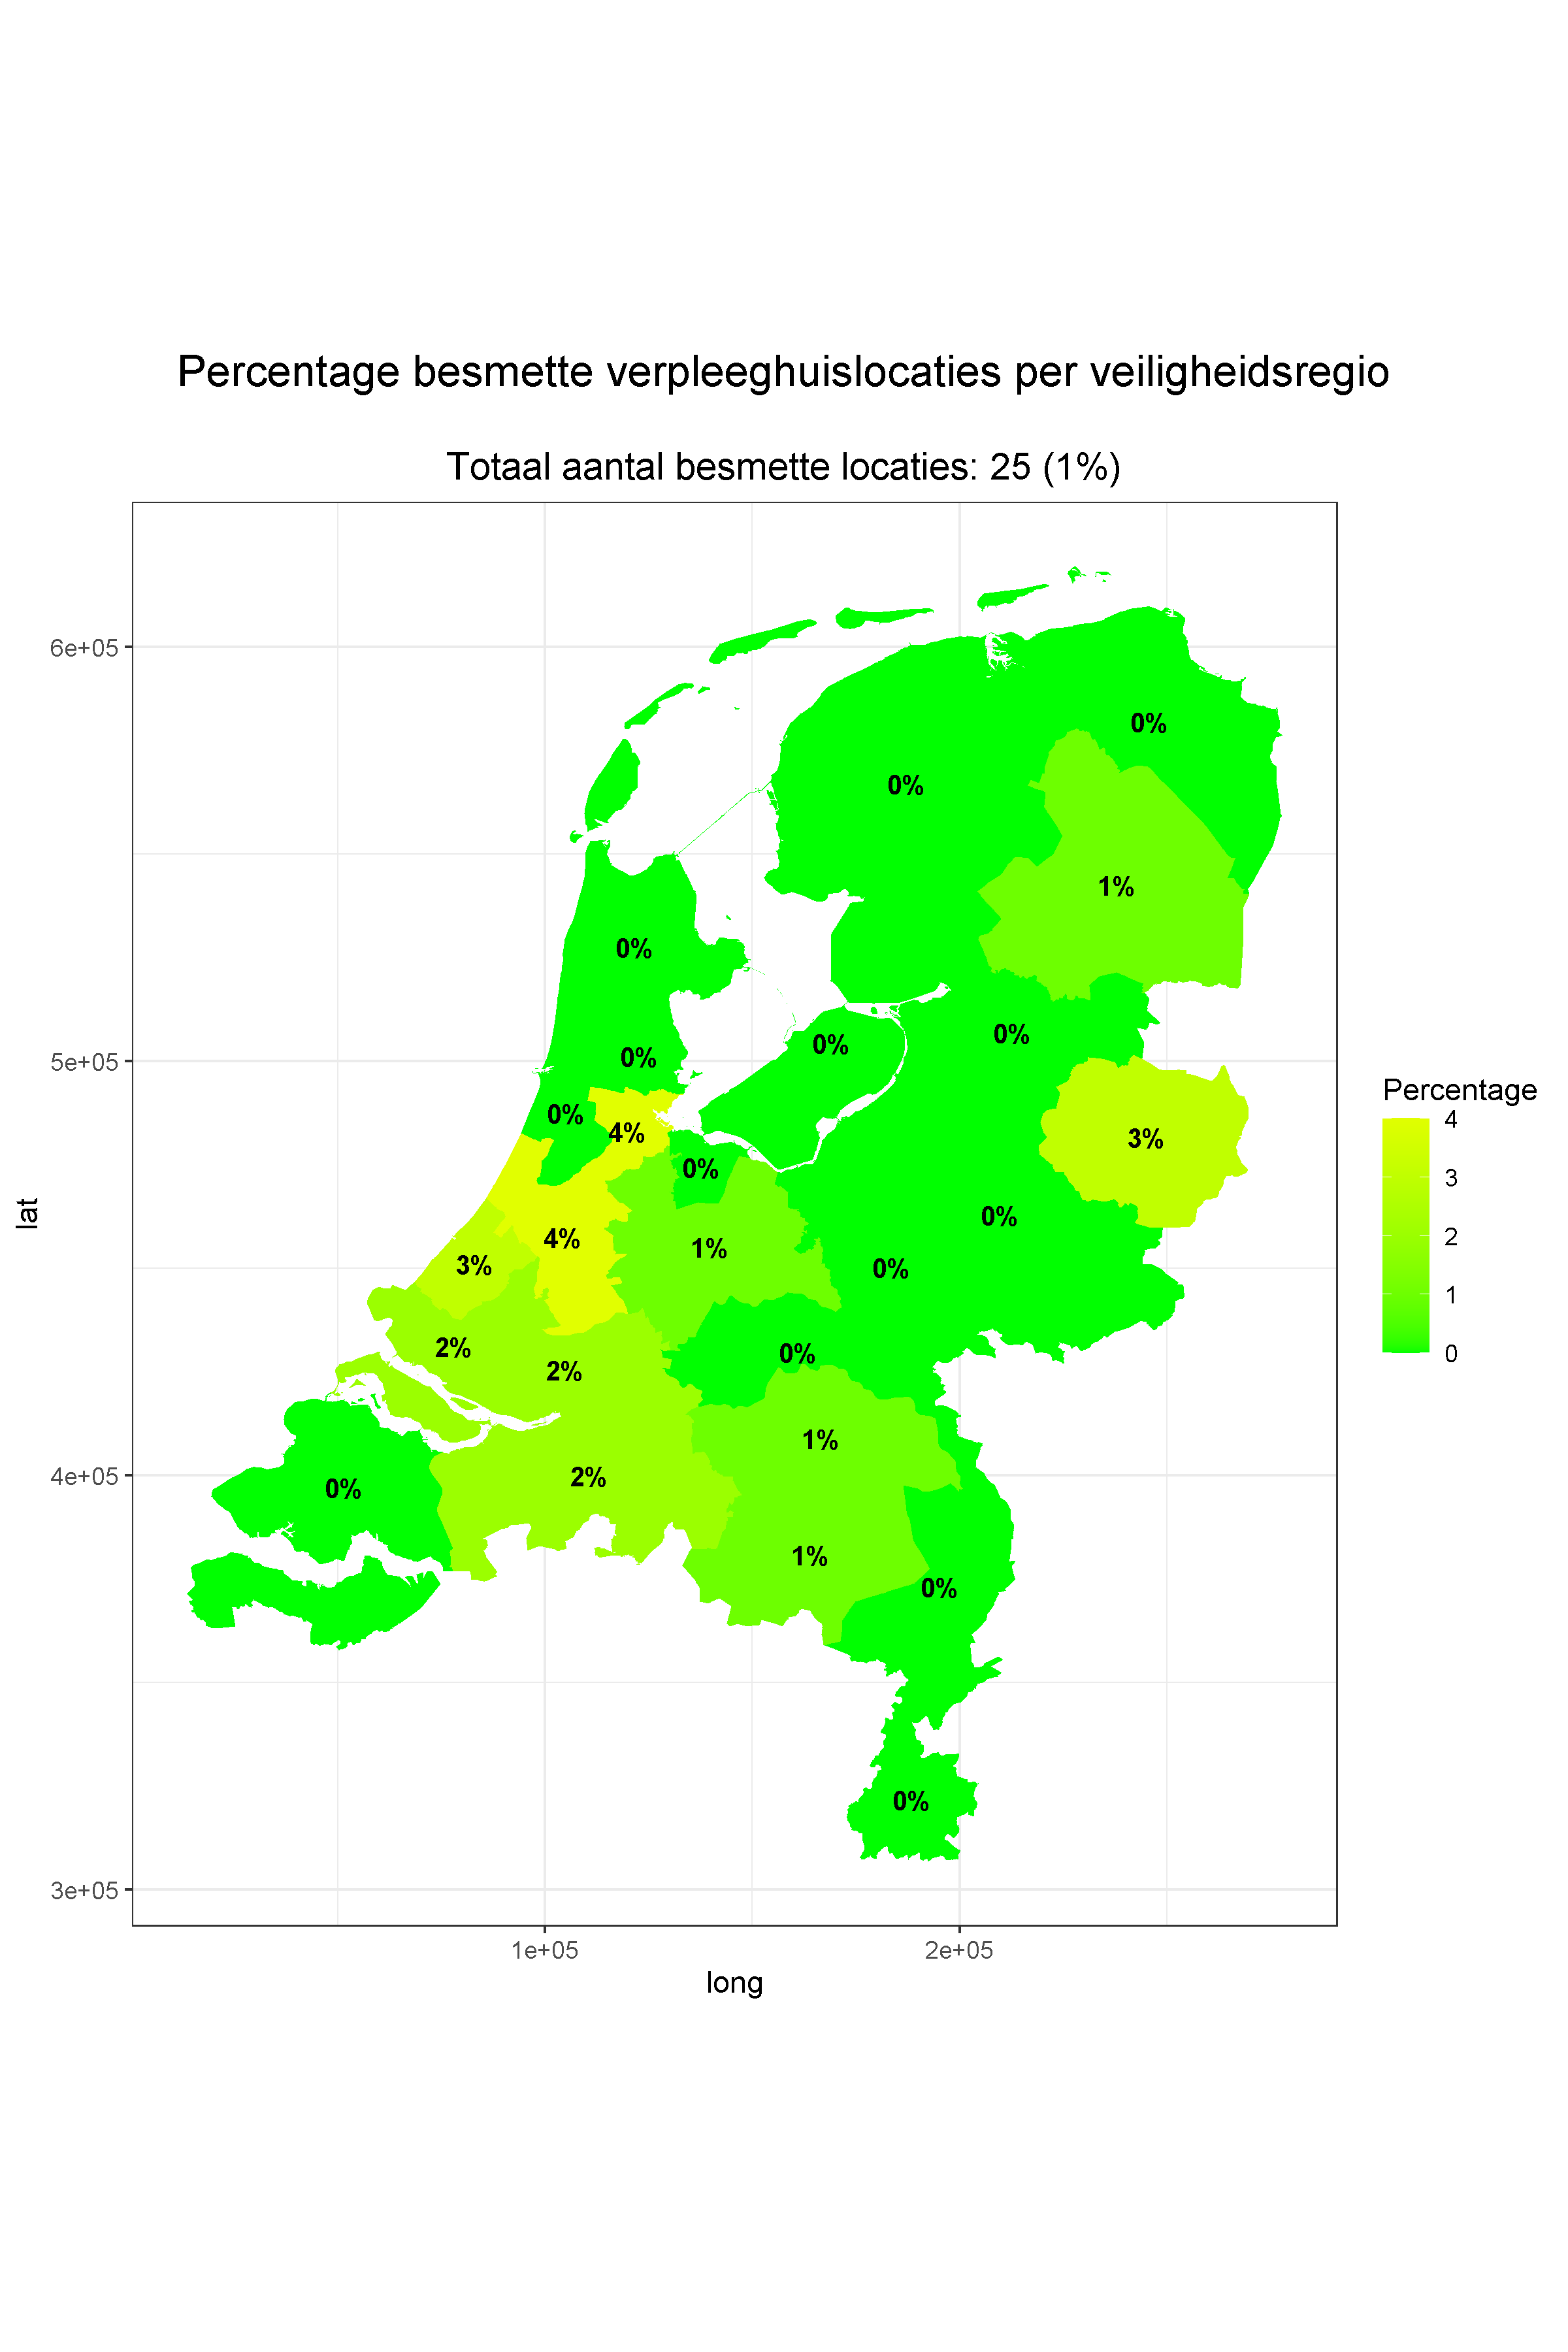 Percentage besmette verpleeghuislocaties per veiligheidsregio
Totaal aantal besmette locaties: 25 (1%)
6e+05
0%
0%
1%
0%
0%
0%
0%
5e+05
0%
4%
3%
0%
0%
4%
1%
3%
0%
2%
0%
2%
1%
4e+05
2%
0%
1%
0%
0%
3e+05
1e+05
2e+05
long
lat
Percentage
4
3
2
1
0